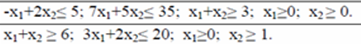 -x₁+2x₂≤ 5; 7x₁+5x₂≤ 35; x₁+x₂≥ 3; x₁≥0; x₂≥ 0.
x₁+x₂ ≥ 6; 3x₁+2x₂≤ 20; x₁≥0; x₂≥ 1.